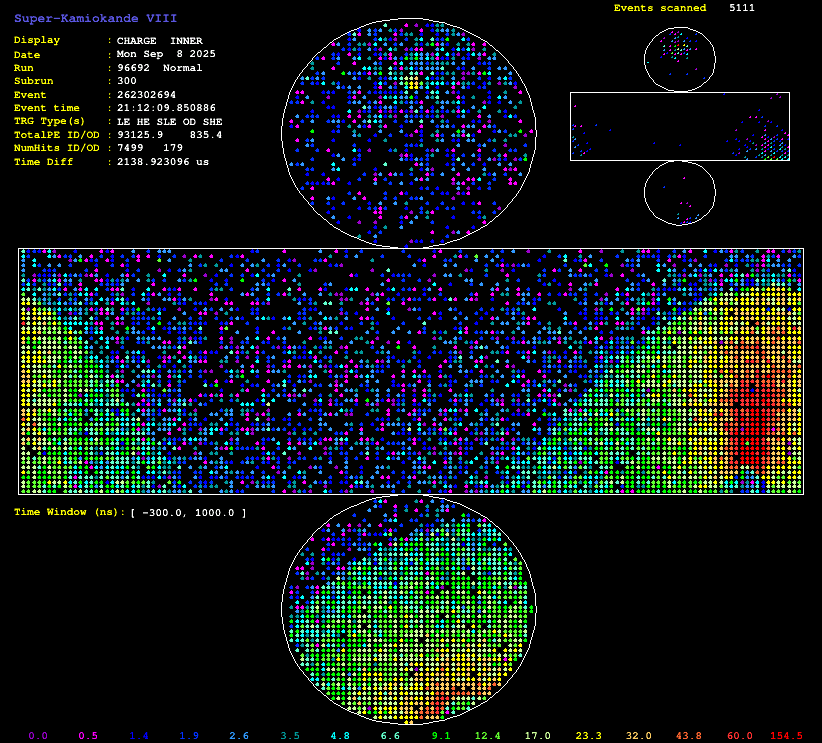 Super-Kamiokande VIII
Events scanned 5111
Display : CHARGE INNER
Date : Mon Sep 8 2025
Run : 96692 Normal
Subrun : 300
Event : 262302694
Event time : 21:12:09.850886
TRG Type(s) : LE HE SLE OD SHE
TotalPE ID/OD : 93125.9 835.4
NumHits ID/OD : 7499 179
Time Diff : 2138.923096 us
Time Window (ns): [ -300.0, 1000.0 ]
0.0 0.5 1.4 1.9 2.6 3.5 4.8 6.6 9.1 12.4 17.0 23.3 32.0 43.8 60.0 154.5